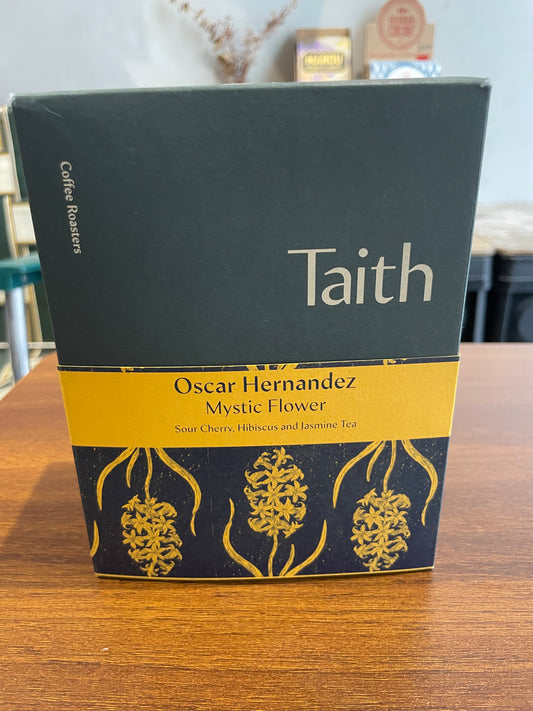 Coffee Roasters
Taith
Oscar Hernandez
Mystic Flower
Sour Cherry, Hibiscus and Jasmine Tea